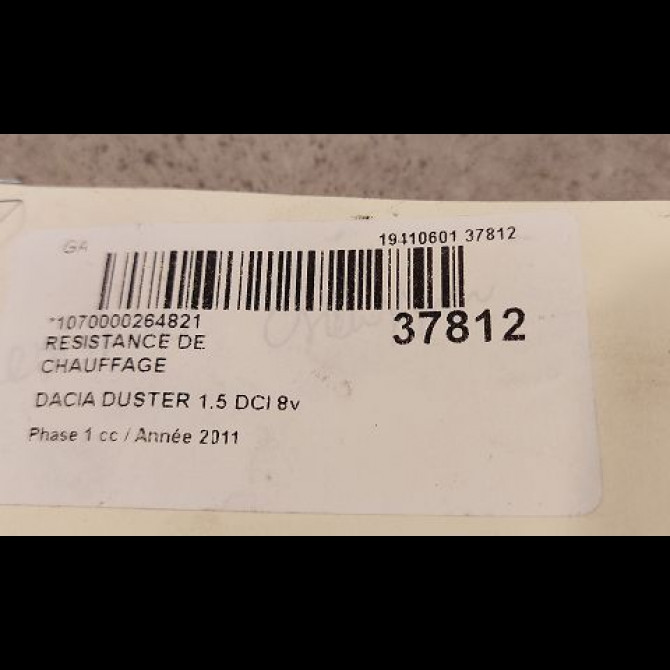 GA
19410601 37812
*1070000264821
37812
RESISTANCE DE
CHAUFFAGE
DACIA DUSTER 1.5 DCI 8v
Phase 1 cc / Année 2011